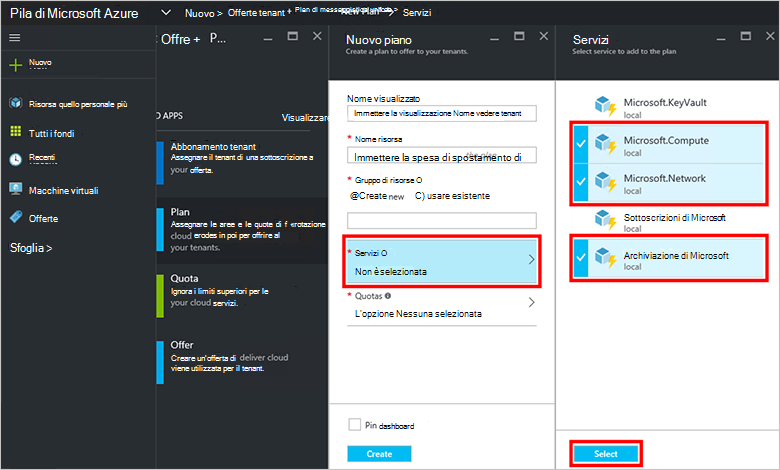 Pila di Microsoft Azure
Nuovo > Offerte tenant + Plan di > New Plan > Servizi
Nuovo
Risorsa quello personale più
Tutti i fondi
Recenti
Macchine virtuali
Offerte
Sfoglia >
Offre + P...
D APPS
Visualizzare
Abbonamento tenant
Assegnare il tenant di una sottoscrizione a
your offerta.
Plan
Assegnare le aree e le quote di f rotazione
cloud erodes in poi per offrire al
your tenants.
Quota
Ignora i limiti superiori per le
your cloud servizi.
Offer
Creare un'offerta di deliver cloud
viene utilizzata per il tenant.
Nuovo piano
Create a plan to offer to your tenants.
Nome visualizzato
Immettere la visualizzazione Nome vedere tenant
* Nome risorsa
Immettere la spesa di spostamento di the plan
* Gruppo di risorse O
@Create new C) usare esistente
* Servizi O
Non è selezionata
* Quotas
L'opzione Nessuna selezionata
Pin dashboard
Create
Servizi
Select service to add to the plan
Microsoft.KeyVault
local
Microsoft.Compute
local
Microsoft.Network
local
Sottoscrizioni di Microsoft
local
Archiviazione di Microsoft
local
Select